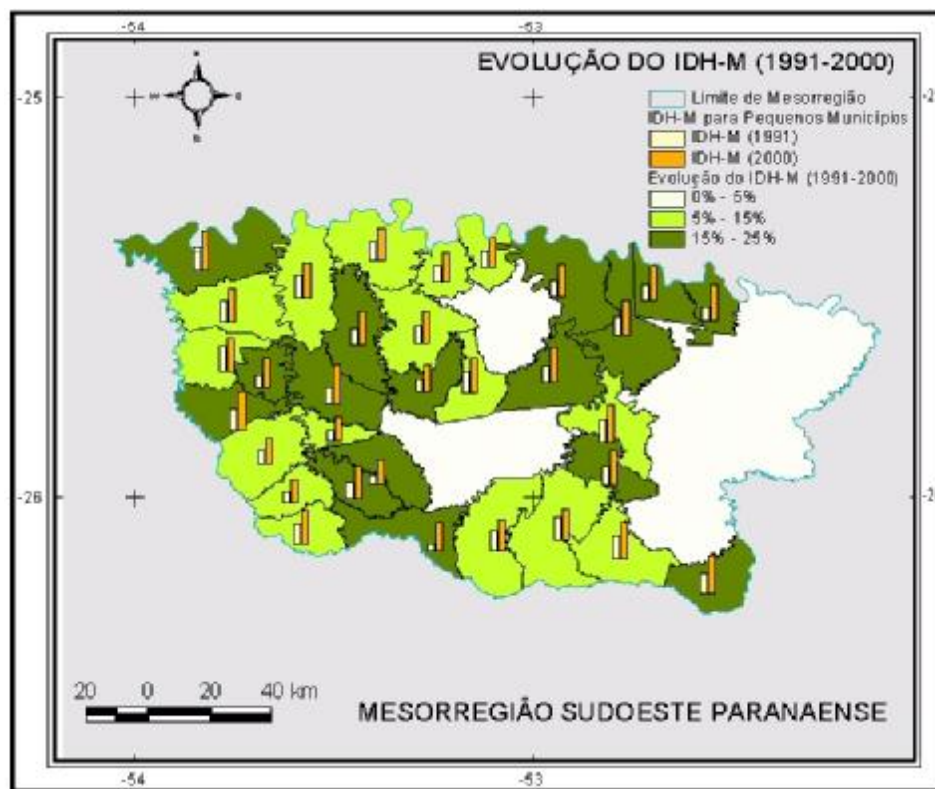 -54
-53
EVOLUÇÃO DO IDH-M (1991-2000)
-25
Limite de Mesorregião
IDH-M para Pequenos Municípios
IDH-M (1991)
IDH-M (2000)
Evolução do IDH-M (1991-2000)
0% - 5%
5% - 15%
15% - 25%
-26
20 0 20 40 km
MESORREGIÃO SUDOESTE PARANAENSE
-54
-53